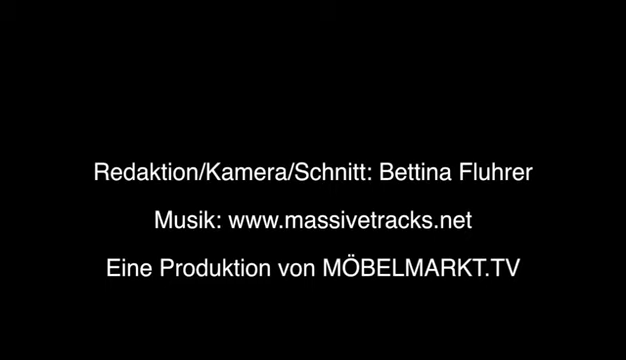 Redaktion/Kamera/Schnitt: Bettina Fluhrer
Musik: www.massivetracks.net
Eine Produktion von MÖBELMARKT.TV